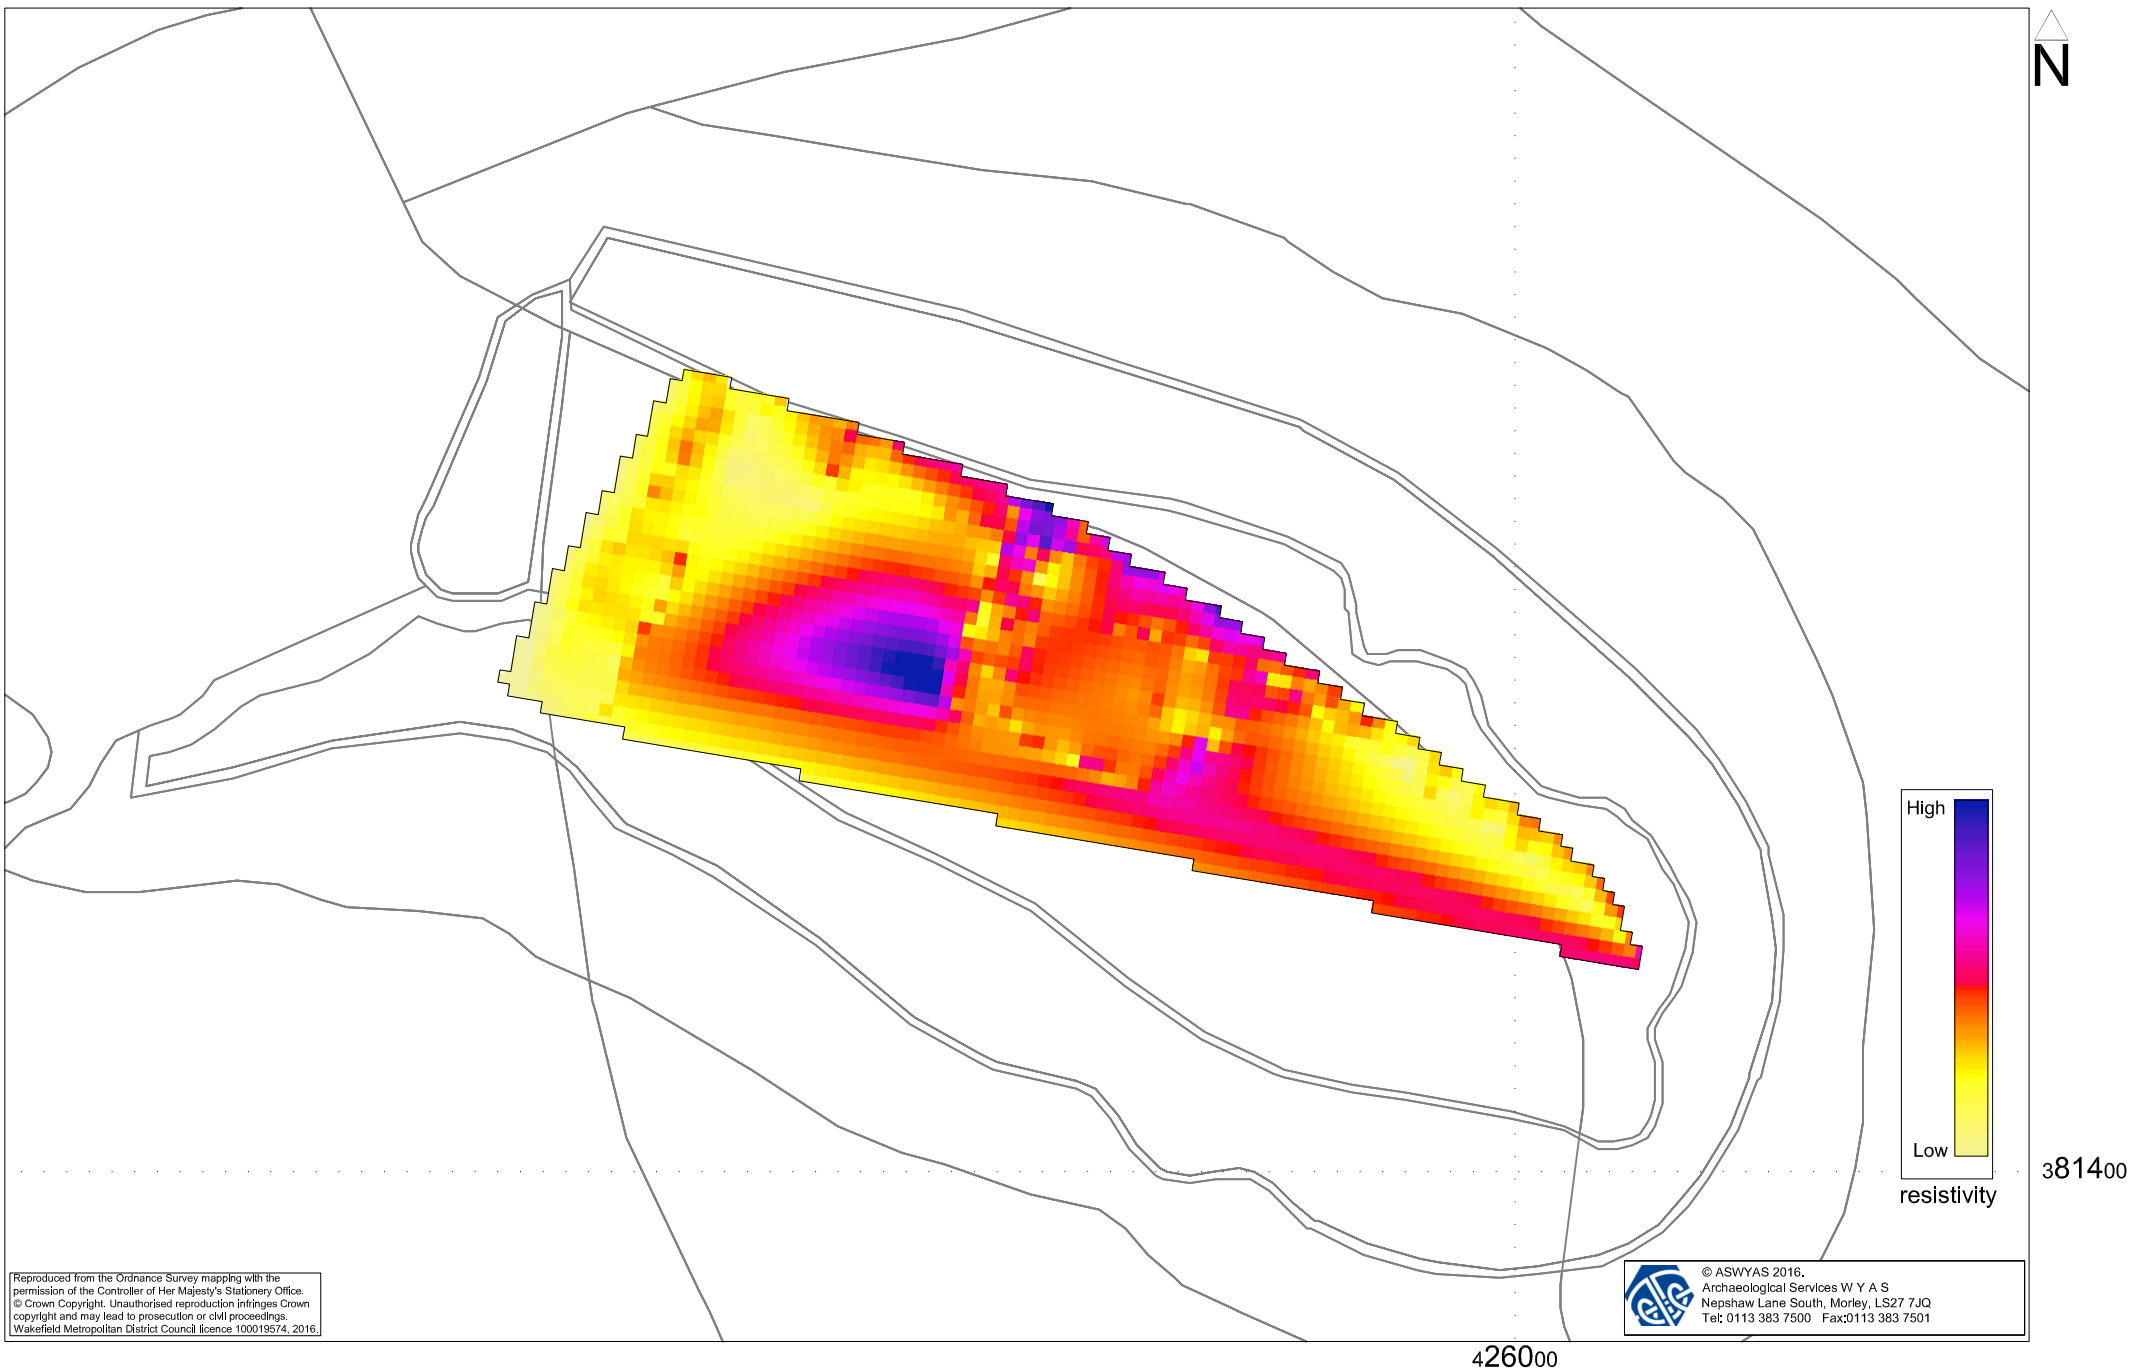 N
High
Low
resistivity
381400
Reproduced from the Ordnance Survey mapping with the
permission of the Controller of Her Majesty's Stationery Office.
© Crown Copyright. Unauthorised reproduction infringes Crown
copyright and may lead to prosecution or civil proceedings.
Wakefield Metropolitan District Council licence 100019574, 2016.
© ASWYAS 2016.
Archaeological Services W Y A S
Nepshaw Lane South, Morley, LS27 7JQ
Tel: 0113 383 7500 Fax:0113 383 7501
426000